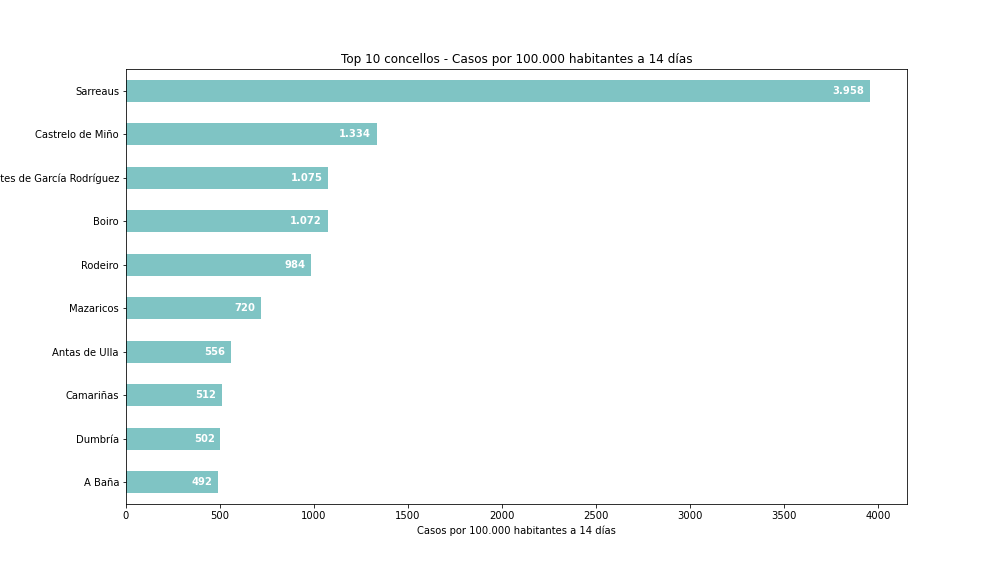 Top 10 concellos - Casos por 100.000 habitantes a 14 días
Sarreaus 3.958
Castrelo de Miño 1.334
tes de García Rodríguez 1.075
Boiro 1.072
Rodeiro 984
Mazaricos 720
Antas de Ulla 556
Camariñas 512
Dumbría 502
A Baña 492
0 500 1000 1500 2000 2500 3000 3500 4000
Casos por 100.000 habitantes a 14 días